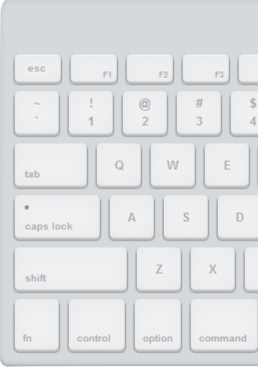 esc F1 F2 F3
~ ! @ # $
` 1 2 3 4
tab Q W E
caps lock A S D
shift Z X
fn control option command